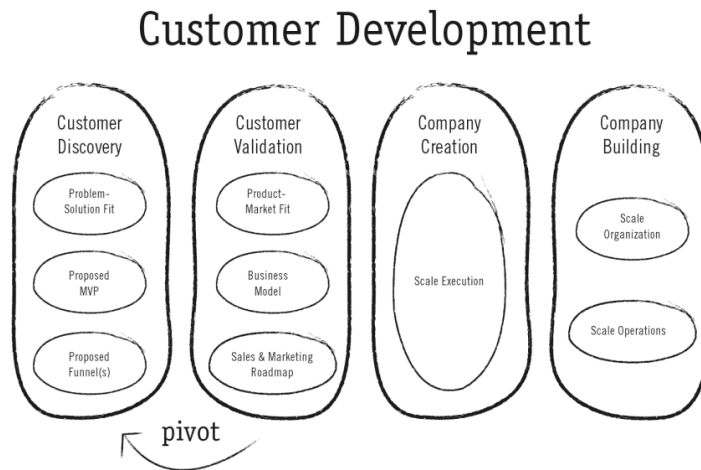 Customer Development
Customer
Discovery
Problem-
Solution Fit
Proposed
MVP
Proposed
Funnel(s)
Customer
Validation
Product-
Market Fit
Business
Model
Sales & Marketing
Roadmap
Company
Creation
Scale Execution
Company
Building
Scale
Organization
Scale Operations
pivot